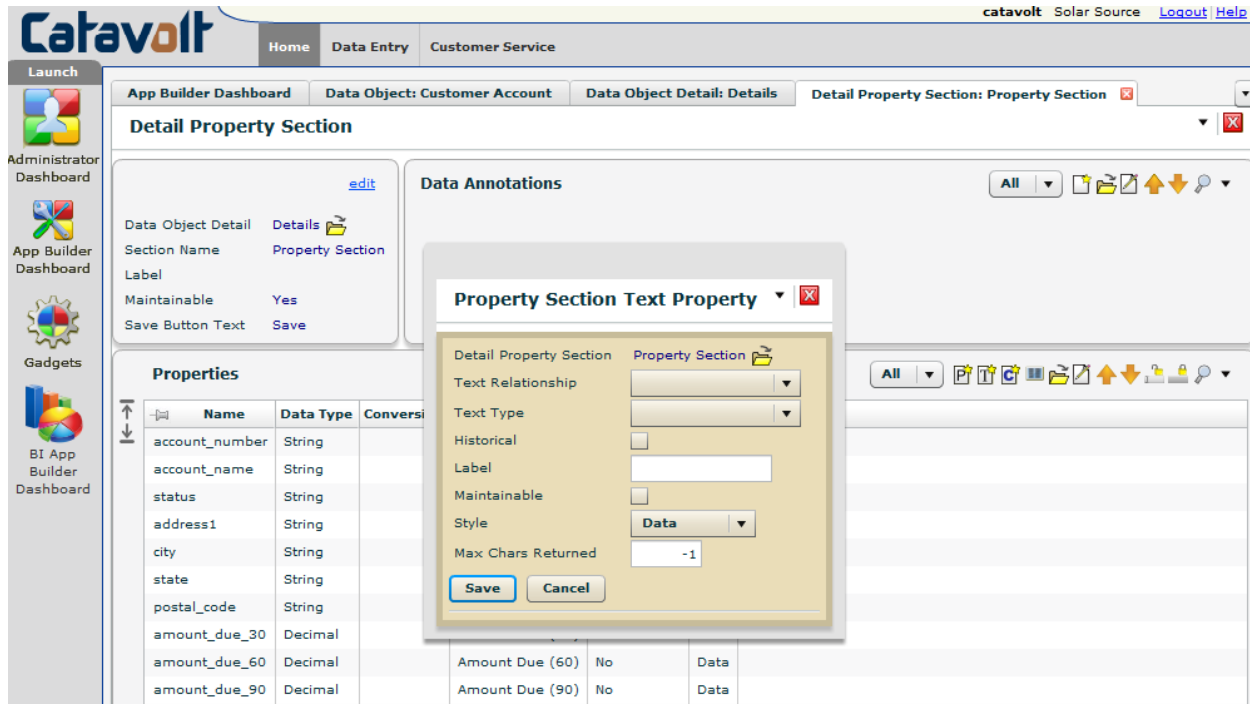 catavolt Solar Source Logout | Help
Catavolt
Home Data Entry Customer Service
Launch
Administrator Dashboard
App Builder Dashboard
Gadgets
BI App Builder Dashboard
App Builder Dashboard Data Object: Customer Account Data Object Detail: Details Detail Property Section: Property Section
Detail Property Section
edit
Data Object Detail Details
Section Name Property Section
Label
Maintainable Yes
Save Button Text Save
Data Annotations All
Property Section Text Property
Detail Property Section Property Section
Text Relationship
Text Type
Historical
Label
Maintainable
Style Data
Max Chars Returned -1
Save Cancel
Properties All
Name Data Type Conversi
account_number String
account_name String
status String
address1 String
city String
state String
postal_code String
amount_due_30 Decimal
amount_due_60 Decimal Amount Due (60) No Data
amount_due_90 Decimal Amount Due (90) No Data